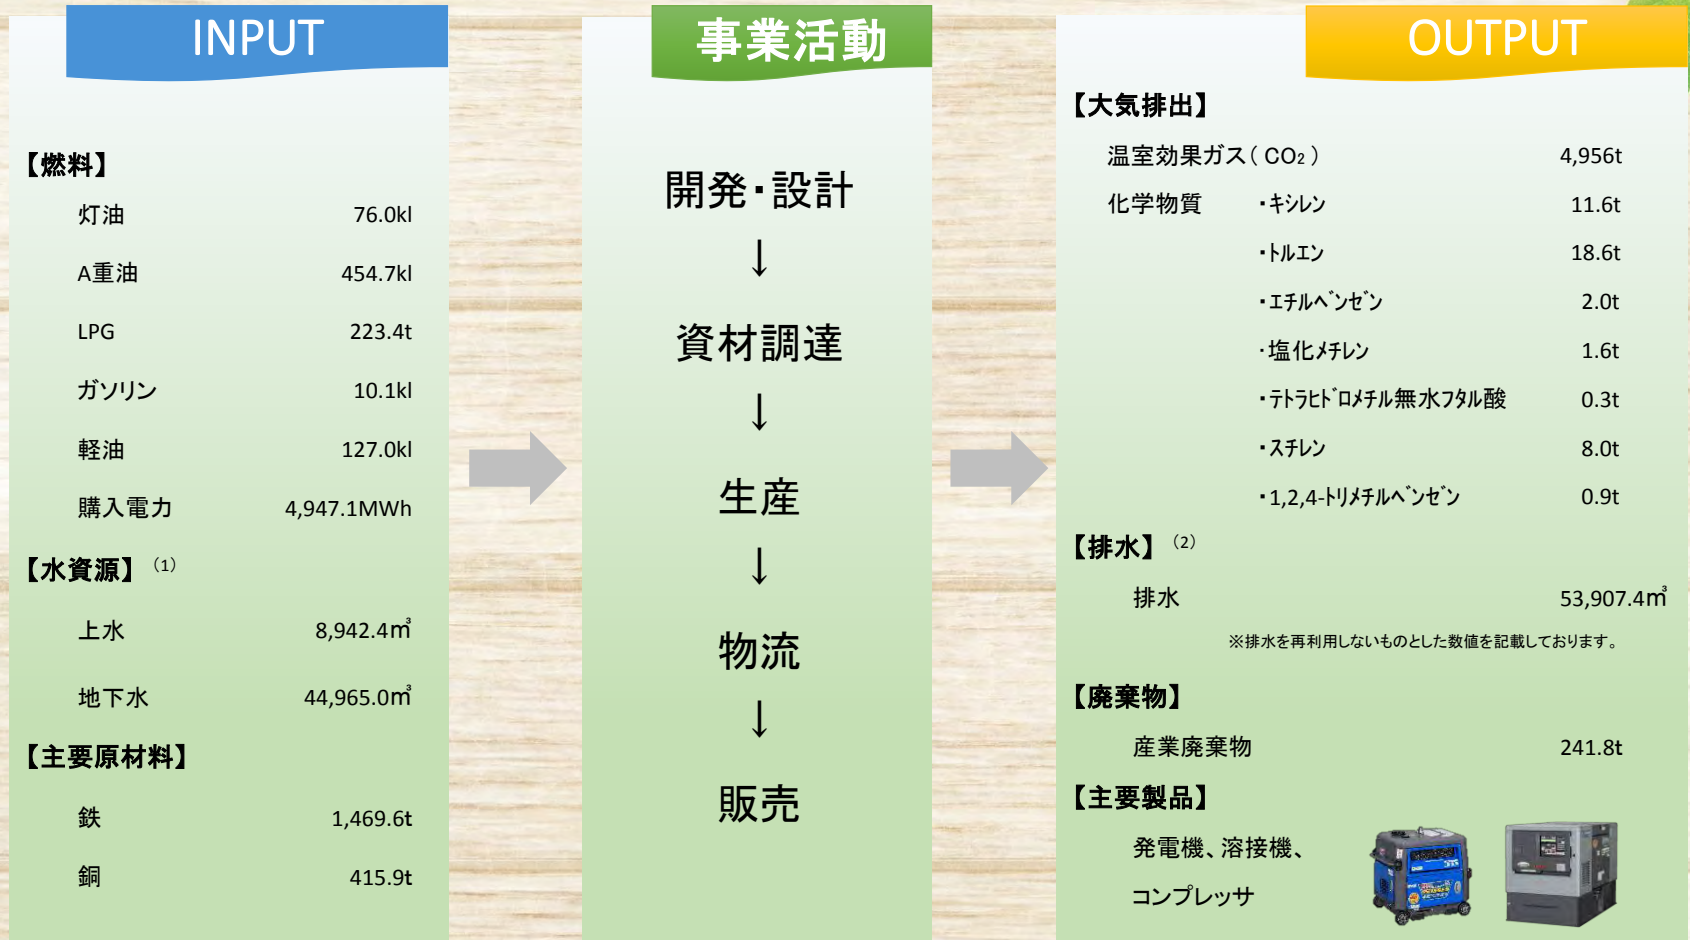 INPUT
【燃料】
灯油 76.0kl
A重油 454.7kl
LPG 223.4t
ガソリン 10.1kl
軽油 127.0kl
購入電力 4,947.1MWh
【水資源】(1)
上水 8,942.4㎥
地下水 44,965.0㎥
【主要原材料】
鉄 1,469.6t
銅 415.9t
事業活動
開発・設計
↓
資材調達
↓
生産
↓
物流
↓
販売
OUTPUT
【大気排出】
温室効果ガス( CO₂ ) 4,956t
化学物質 ・ｷｼﾚﾝ 11.6t
・ﾄﾙｴﾝ 18.6t
・ｴﾁﾙﾍﾞﾝｾﾞﾝ 2.0t
・塩化ﾒﾁﾚﾝ 1.6t
・ﾃﾄﾗﾋﾄﾞﾛﾒﾁﾙ無水ﾌﾀﾙ酸 0.3t
・ｽﾁﾚﾝ 8.0t
・1,2,4-ﾄﾘﾒﾁﾙﾍﾞﾝｾﾞﾝ 0.9t
【排水】(2)
排水 53,907.4㎥
※排水を再利用しないものとした数値を記載しております。
【廃棄物】
産業廃棄物 241.8t
【主要製品】
発電機、溶接機、
コンプレッサ